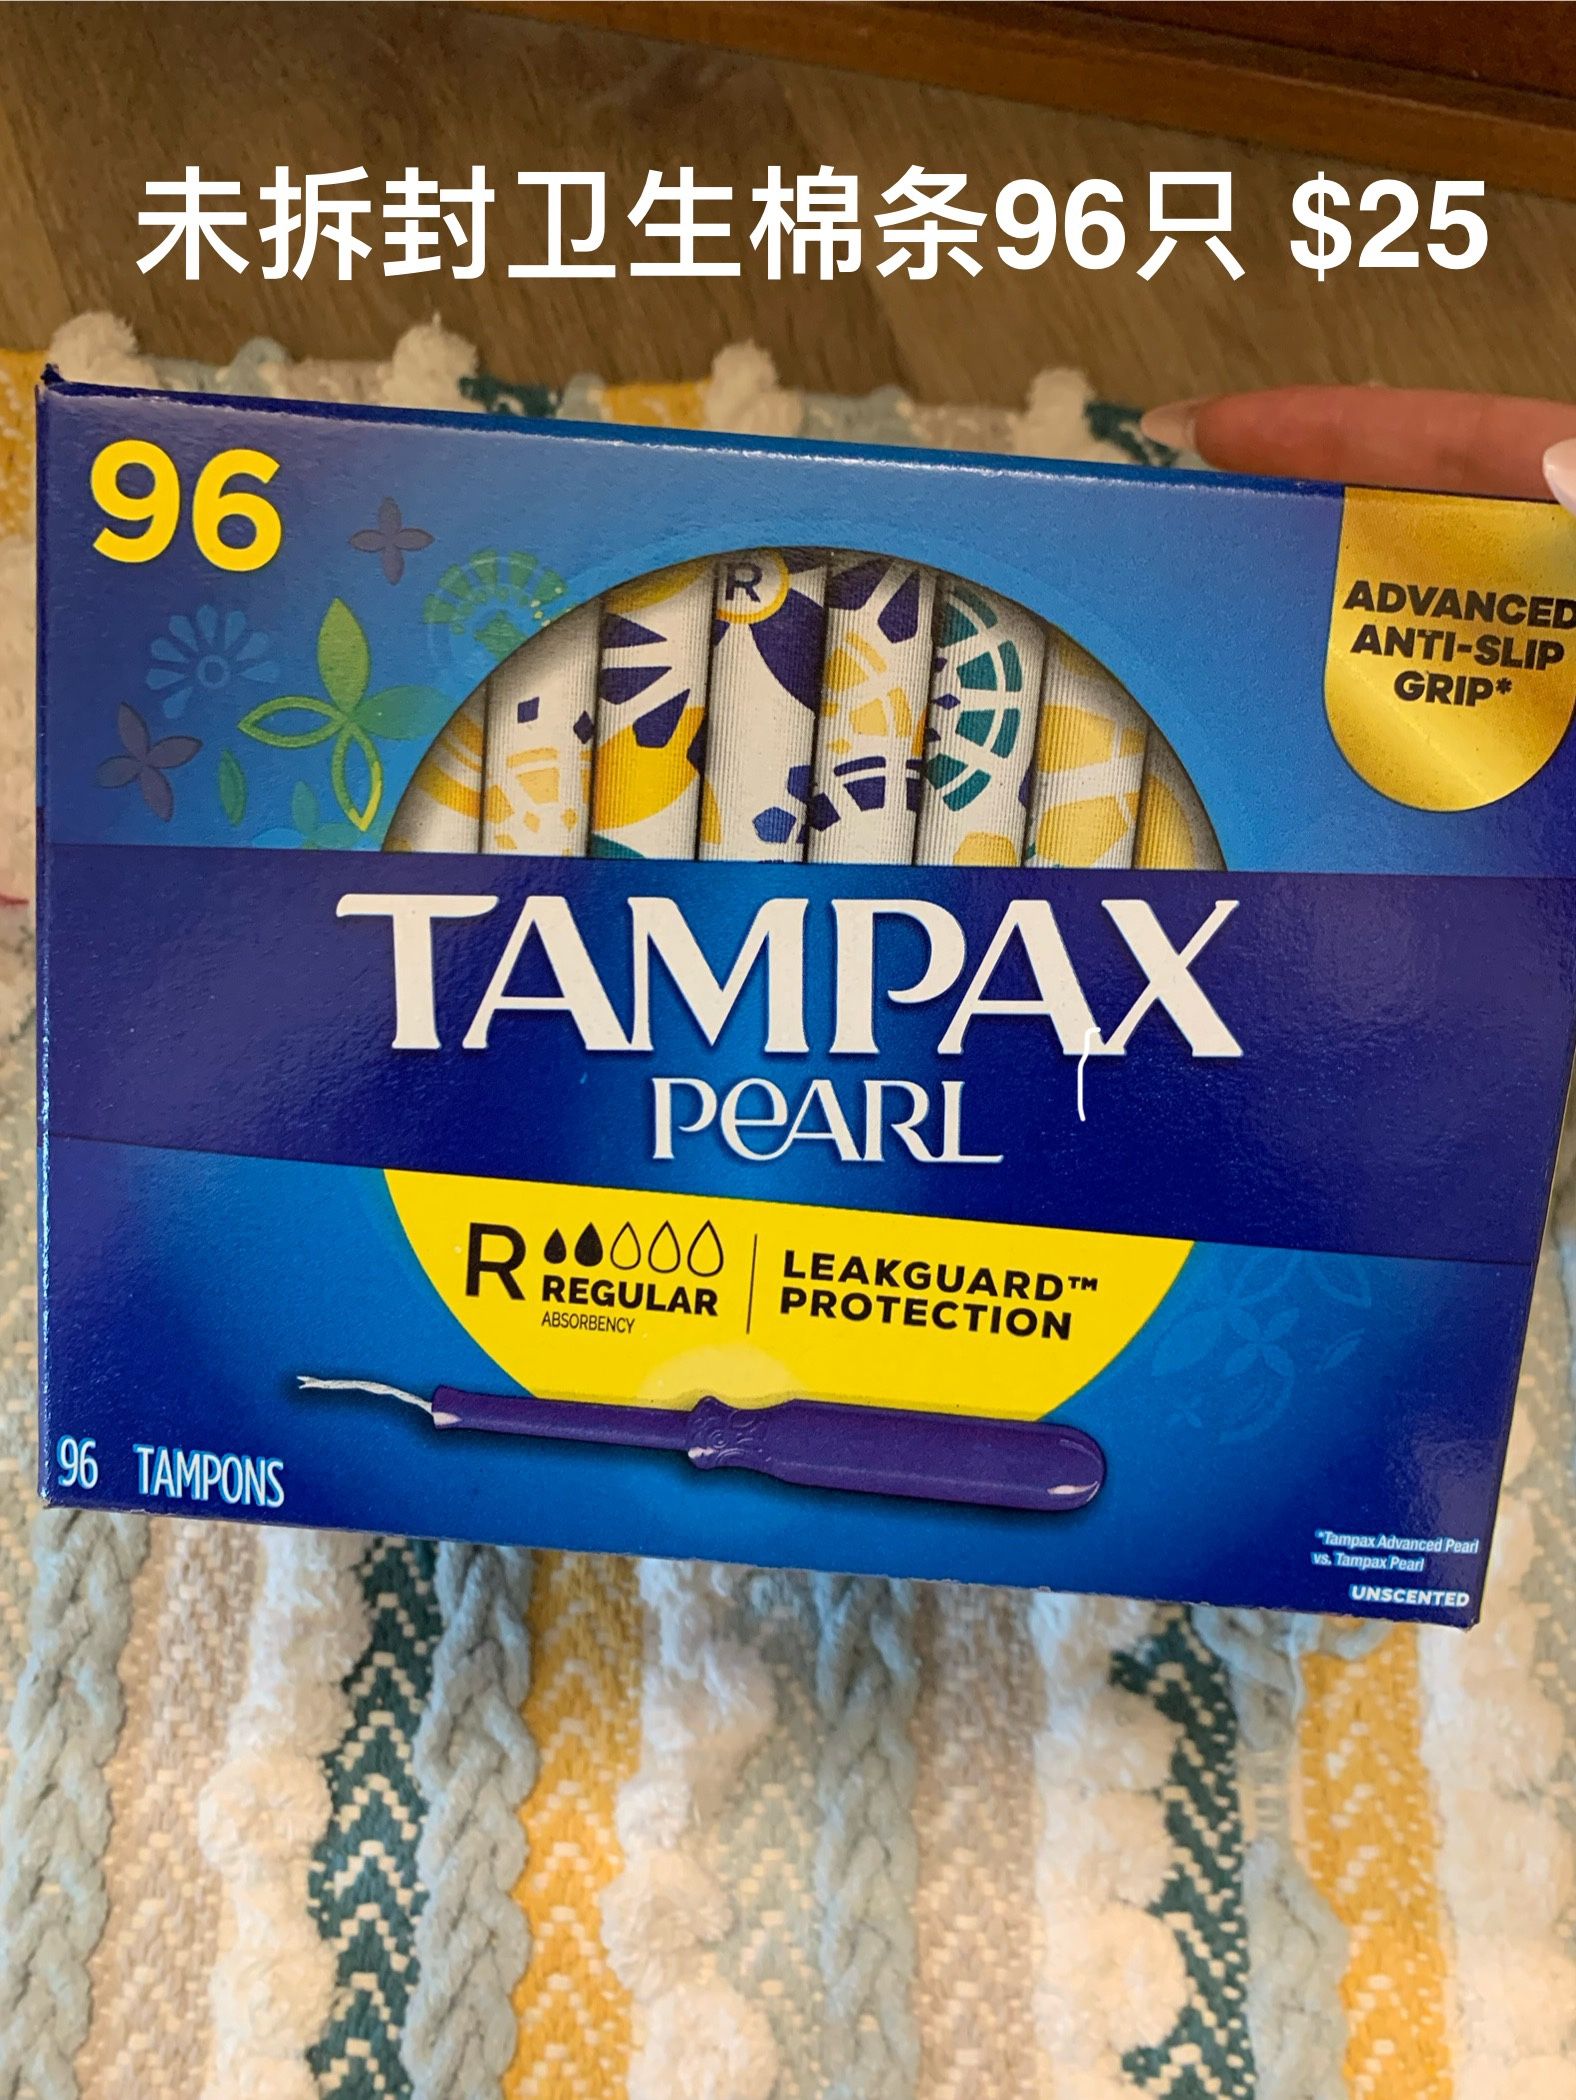 未拆封卫生棉条96只 $25
96
R
ADVANCED
ANTI-SLIP
GRIP*
TAMPAX
PEARL
R
REGULAR
ABSORBENCY
LEAKGUARD™
PROTECTION
96 TAMPONS
*Tampax Advanced Pearl
vs. Tampax Pearl
UNSCENTED